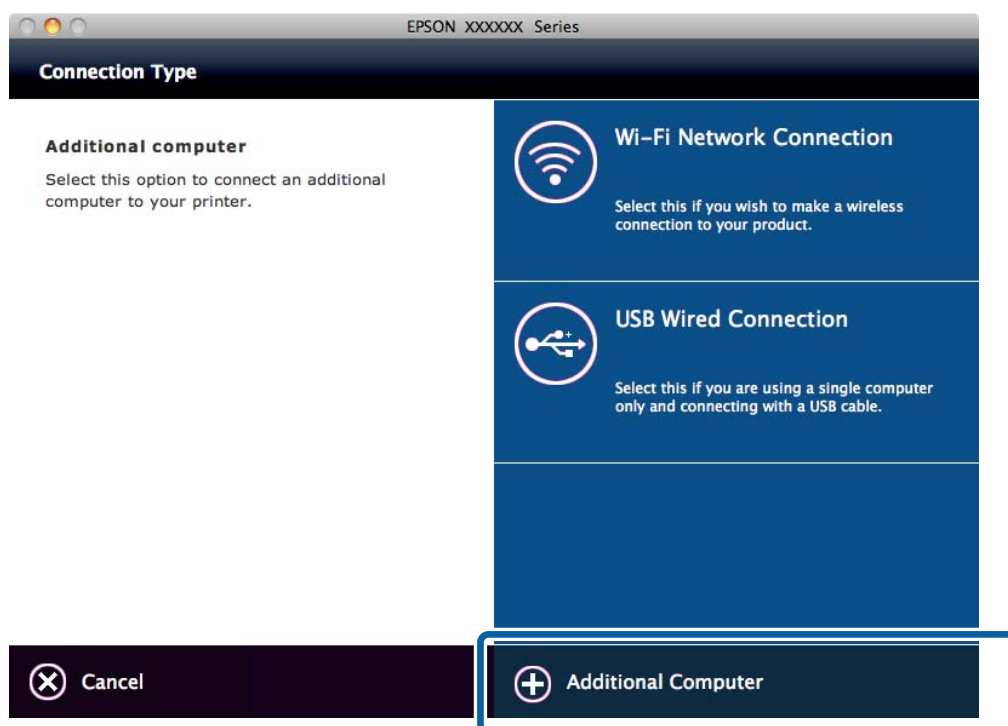 EPSON XXXXXX Series
Connection Type
Additional computer
Select this option to connect an additional
computer to your printer.
Wi-Fi Network Connection
Select this if you wish to make a wireless
connection to your product.
USB Wired Connection
Select this if you are using a single computer
only and connecting with a USB cable.
Cancel
Additional Computer